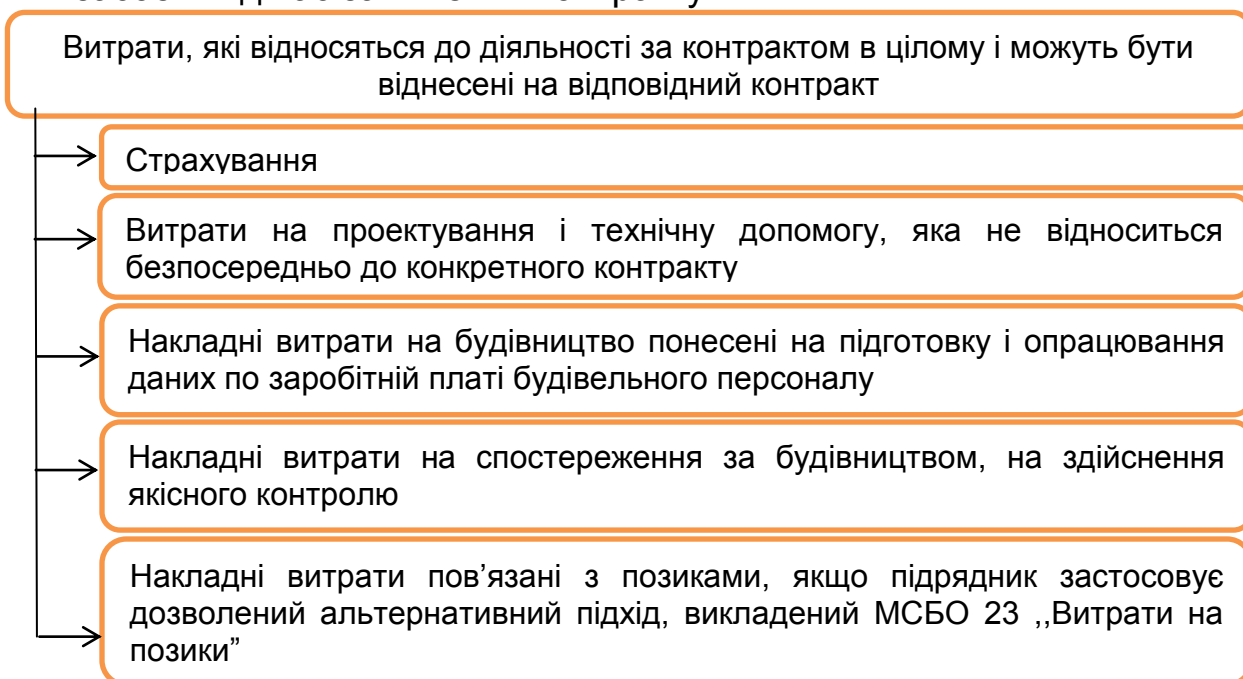 Витрати, які відносяться до діяльності за контрактом в цілому і можуть бути
віднесені на відповідний контракт
Страхування
Витрати на проектування і технічну допомогу, яка не відноситься
безпосередньо до конкретного контракту
Накладні витрати на будівництво понесені на підготовку і опрацювання
даних по заробітній платі будівельного персоналу
Накладні витрати на спостереження за будівництвом, на здійснення
якісного контролю
Накладні витрати пов’язані з позиками, якщо підрядник застосовує
дозволений альтернативний підхід, викладений МСБО 23 ,,Витрати на
позики”